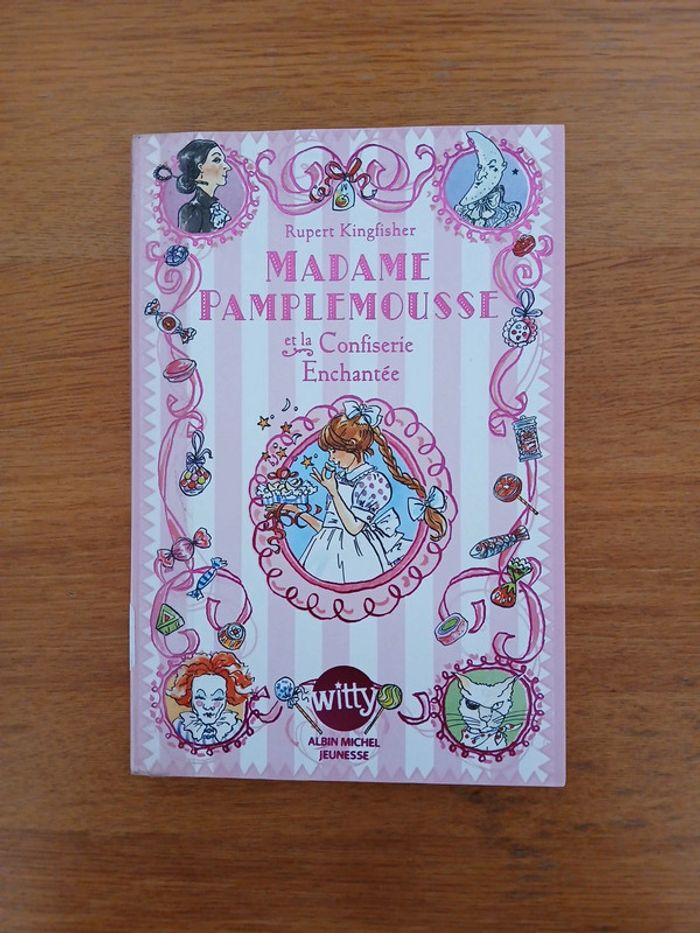 Rupert Kingfisher
MADAME
PAMPLEMOUSSE
et la Confiserie
Enchantée
witty
ALBIN MICHEL
JEUNESSE